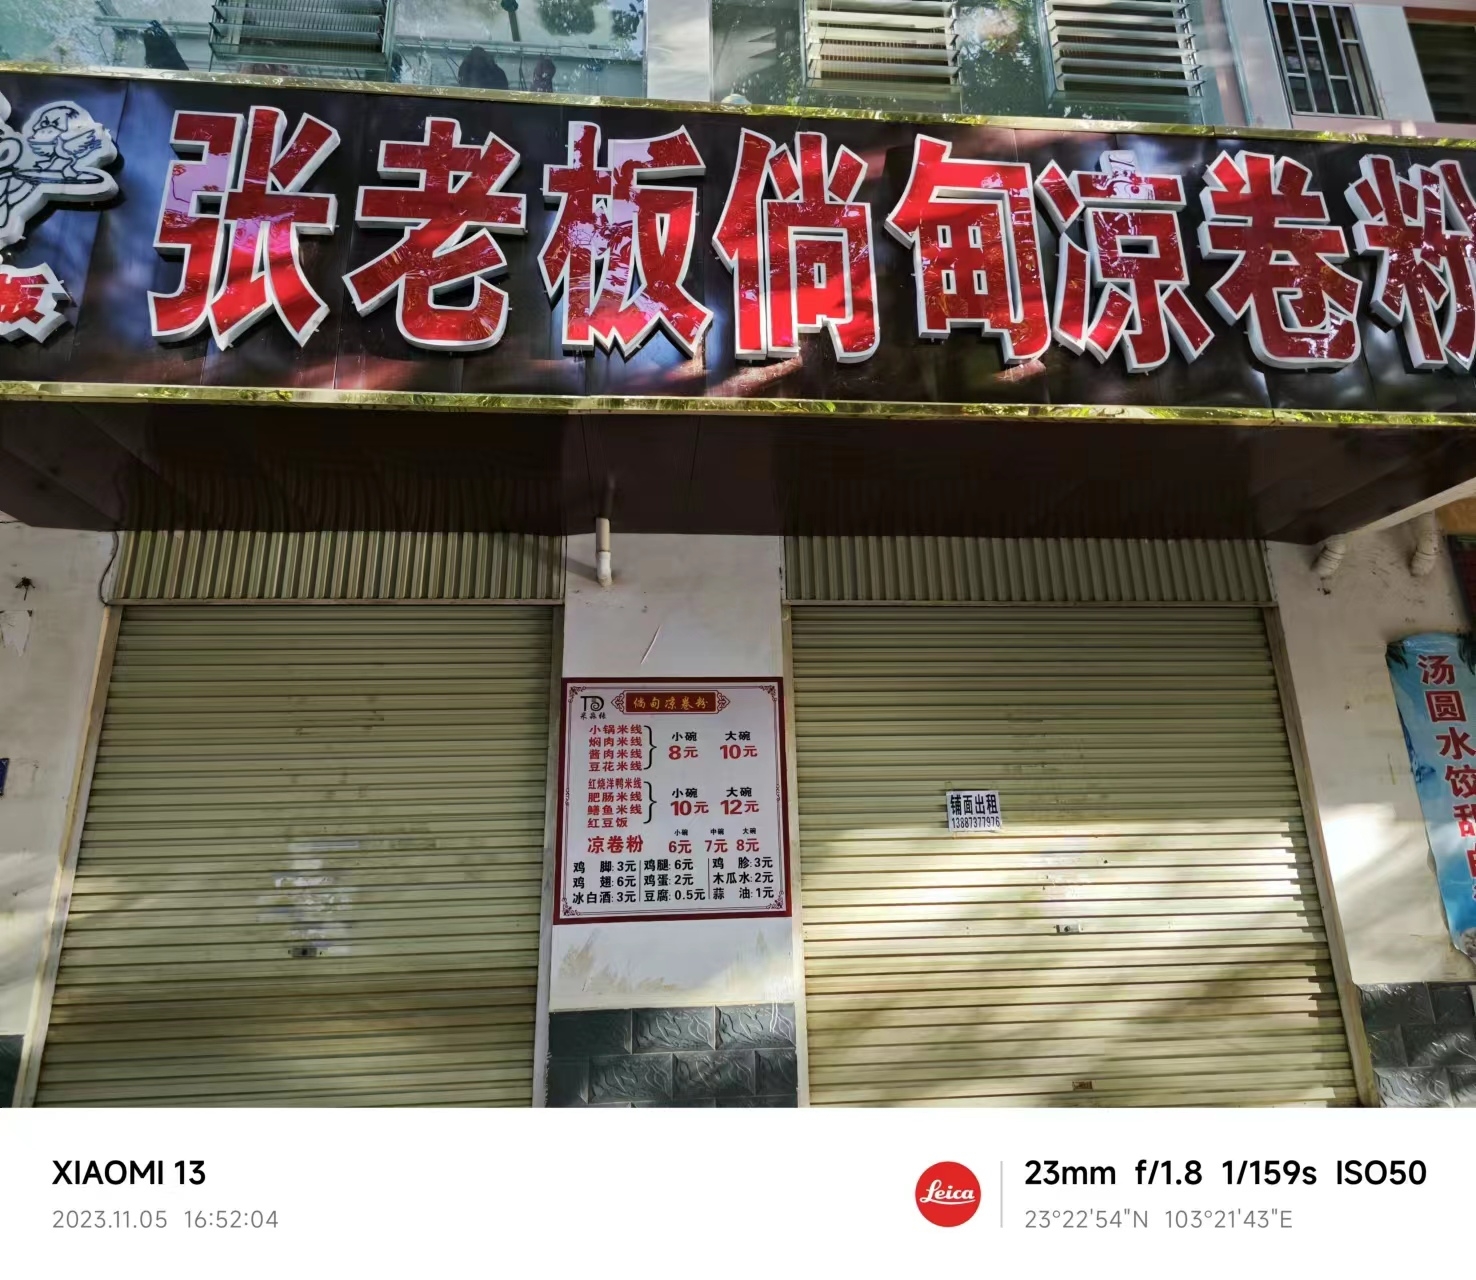 张老板倘甸凉卷粉
板
TD
倘甸凉卷粉
小锅米线
焖肉米线
酱肉米线
豆花米线
小碗 大碗
8元 10元
红烧洋鸭米线
肥肠米线
鳝鱼米线
红豆饭
小碗 大碗
10元 12元
小碗 中碗 大碗
凉卷粉 6元 7元 8元
鸡 脚:3元 鸡腿:6元 鸡 胗:3元
鸡 翅:6元 鸡蛋:2元 木瓜水:2元
冰白酒:3元 豆腐:0.5元 蒜 油:1元
铺面出租
13887377976
汤圆水饺甜白
XIAOMI 13
2023.11.05 16:52:04
Leica
23mm f/1.8 1/159s ISO50
23°22'54"N 103°21'43"E